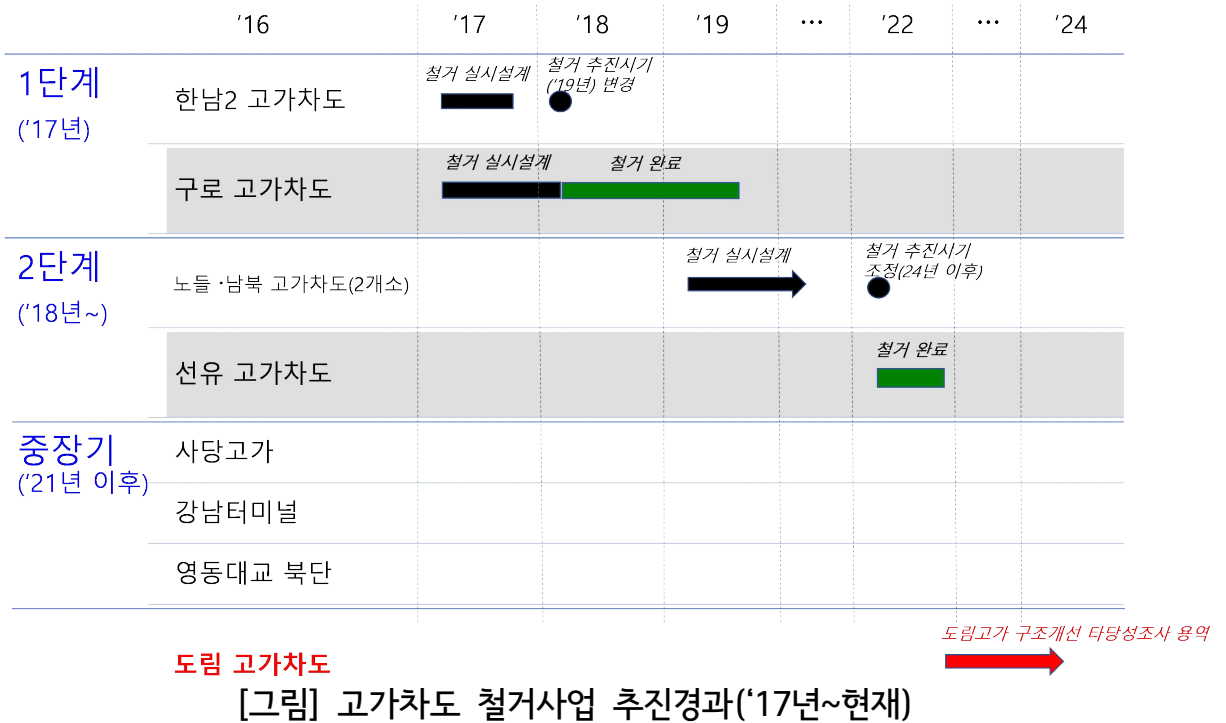 ’16 ’17 ’18 ’19 … ’22 … ’24
1단계
(‘17년)
한남2 고가차도
철거 실시설계
철거 추진시기
(‘19년) 변경
구로 고가차도
철거 실시설계
철거 완료
2단계
(‘18년~)
노들 ·남북 고가차도(2개소)
철거 실시설계
철거 추진시기
조정(24년 이후)
선유 고가차도
철거 완료
중장기
(‘21년 이후)
사당고가
강남터미널
영동대교 북단
도림 고가차도
도림고가 구조개선 타당성조사 용역
[그림] 고가차도 철거사업 추진경과(‘17년~현재)